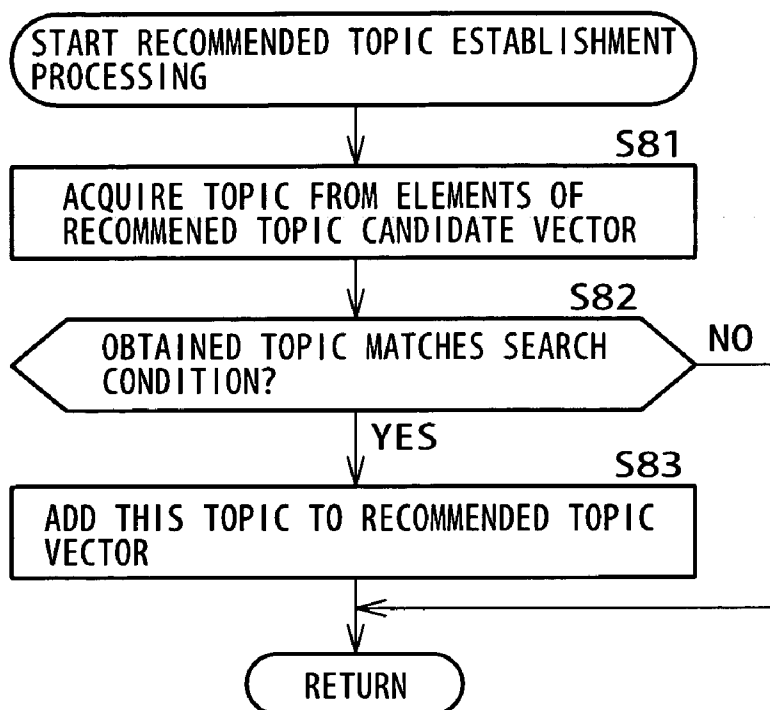 START RECOMMENDED TOPIC ESTABLISHMENT
PROCESSING
S81
ACQUIRE TOPIC FROM ELEMENTS OF
RECOMMENED TOPIC CANDIDATE VECTOR
S82
OBTAINED TOPIC MATCHES SEARCH
CONDITION?
NO
YES
S83
ADD THIS TOPIC TO RECOMMENDED TOPIC
VECTOR
RETURN